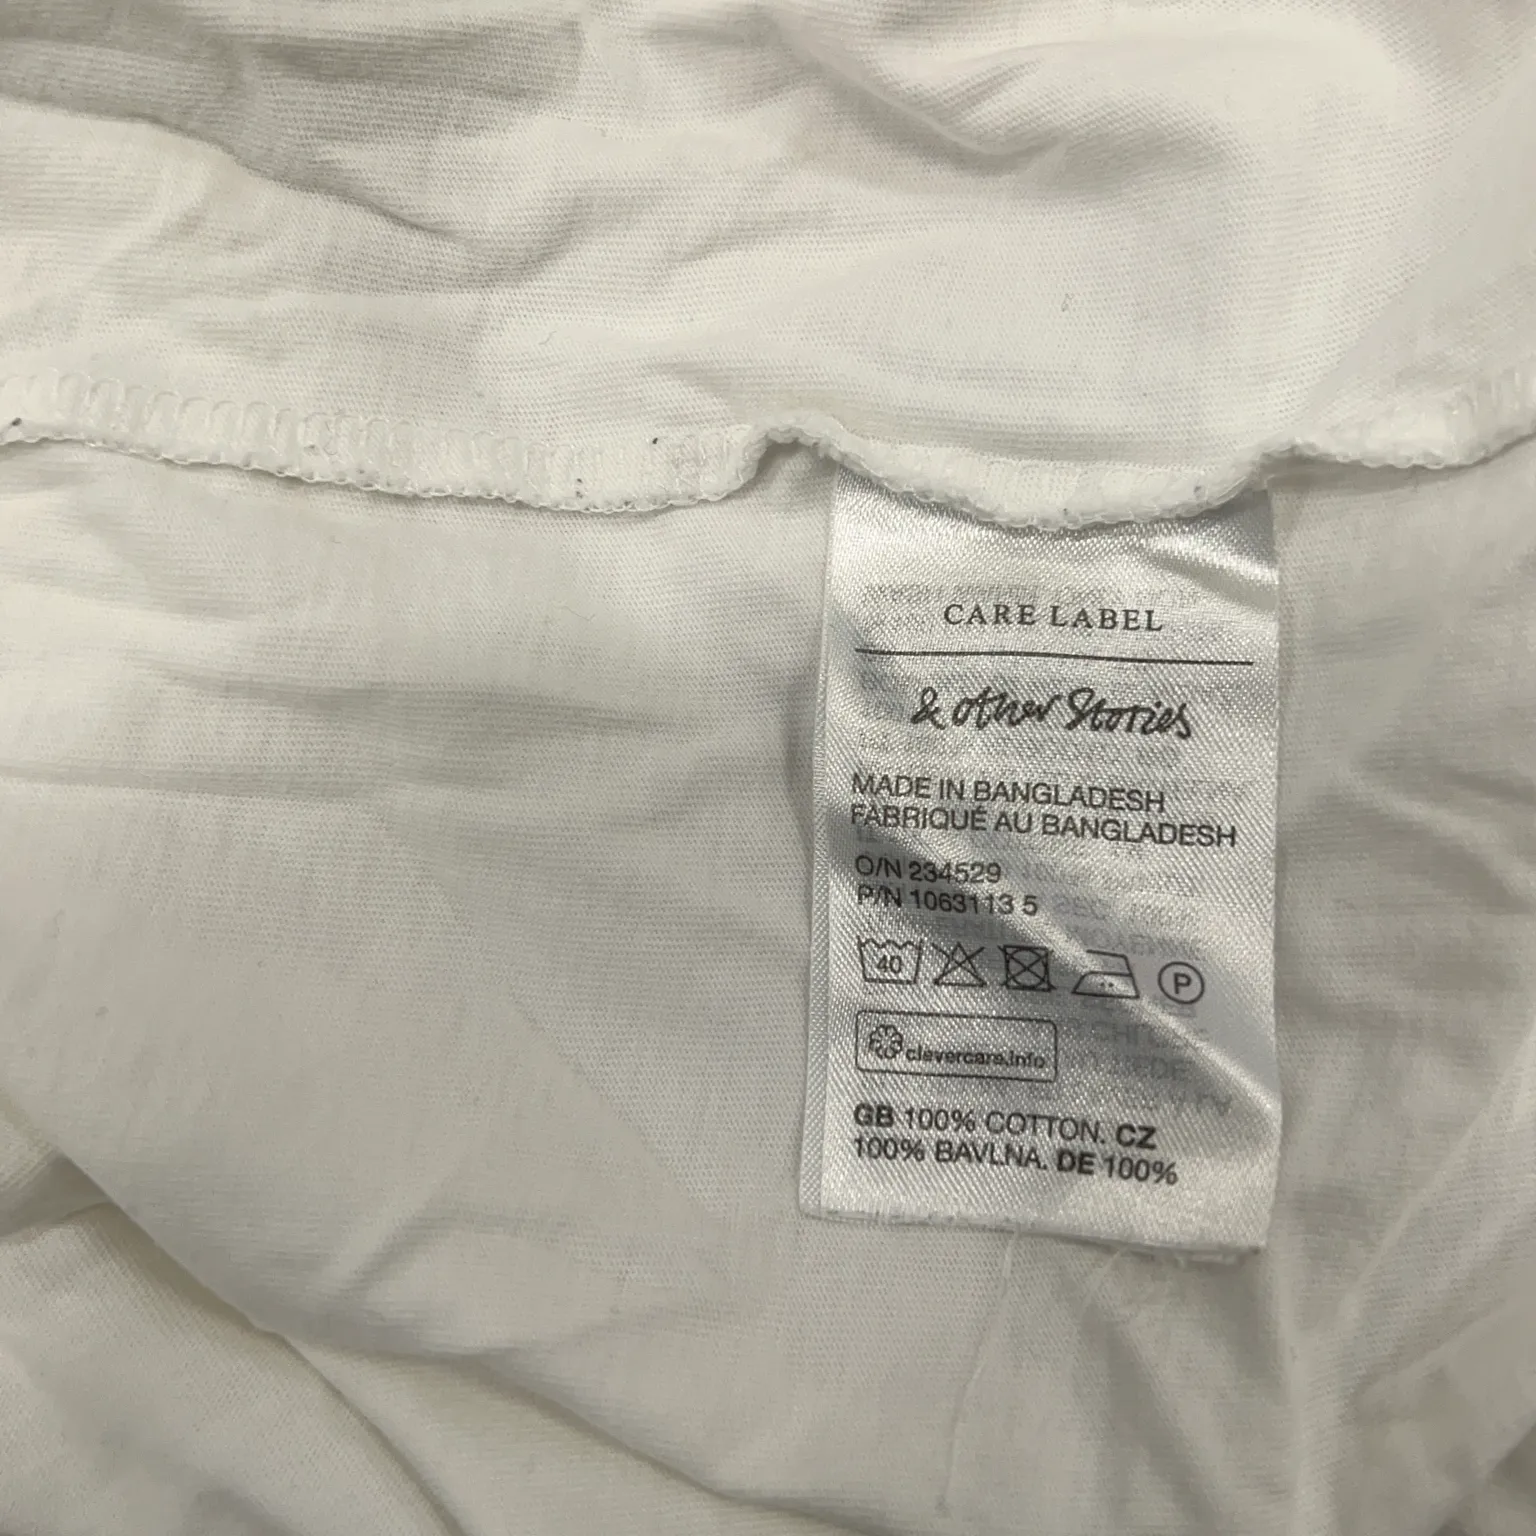 CARE LABEL
& other Stories
MADE IN BANGLADESH
FABRIQUÉ AU BANGLADESH
O/N 234529
P/N 1063113 5
40
P
clevercare.info
GB 100% COTTON. CZ
100% BAVLNA. DE 100%